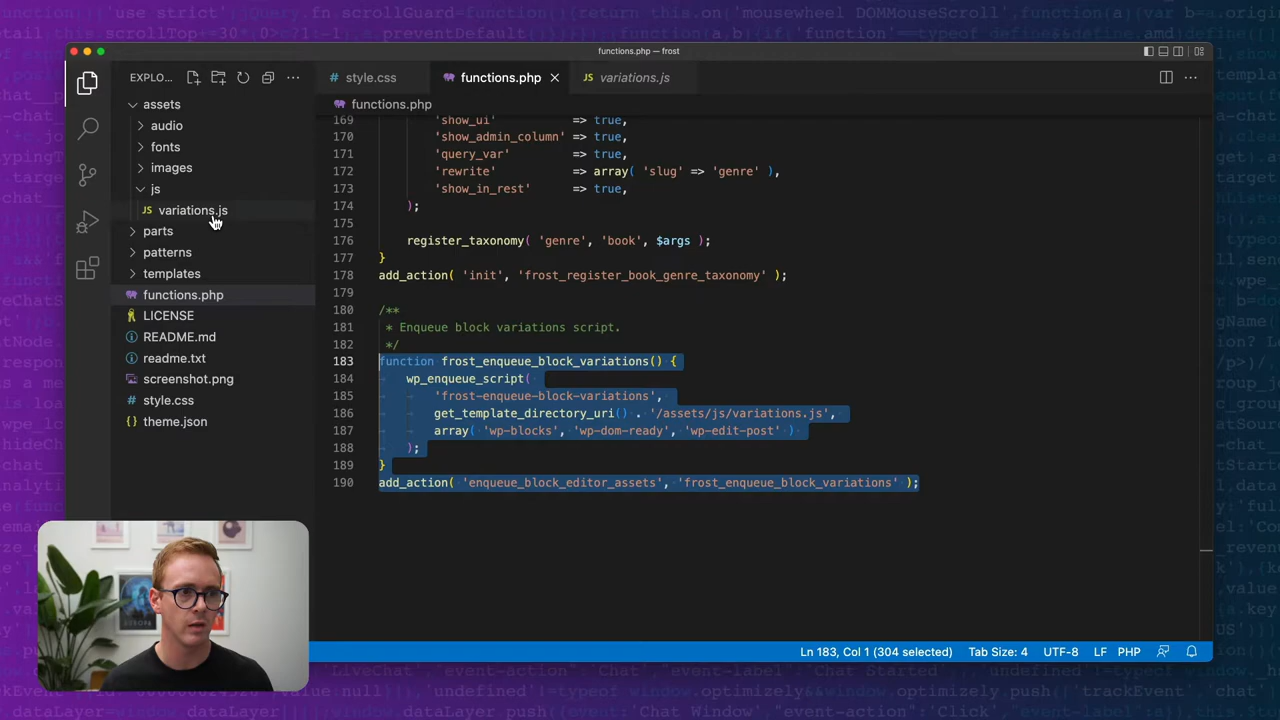 functions.php — frost
EXPLO...
style.css
functions.php
variations.js
functions.php
assets
audio
fonts
images
js
JS variations.js
parts
patterns
templates
functions.php
LICENSE
README.md
readme.txt
screenshot.png
style.css
theme.json
169 'show_ui' => true,
170 'show_admin_column' => true,
171 'query_var' => true,
172 'rewrite' => array( 'slug' => 'genre' ),
173 'show_in_rest' => true,
174 );
175
176 register_taxonomy( 'genre', 'book', $args );
177 }
178 add_action( 'init', 'frost_register_book_genre_taxonomy' );
179
180 /**
181 * Enqueue block variations script.
182 */
183 function frost_enqueue_block_variations() {
184 wp_enqueue_script(
185 'frost-enqueue-block-variations',
186 get_template_directory_uri() . '/assets/js/variations.js',
187 array( 'wp-blocks', 'wp-dom-ready', 'wp-edit-post' )
188 );
189 }
190 add_action( 'enqueue_block_editor_assets', 'frost_enqueue_block_variations' );
EUROPA
Ln 183, Col 1 (304 selected)
Tab Size: 4
UTF-8
LF
PHP